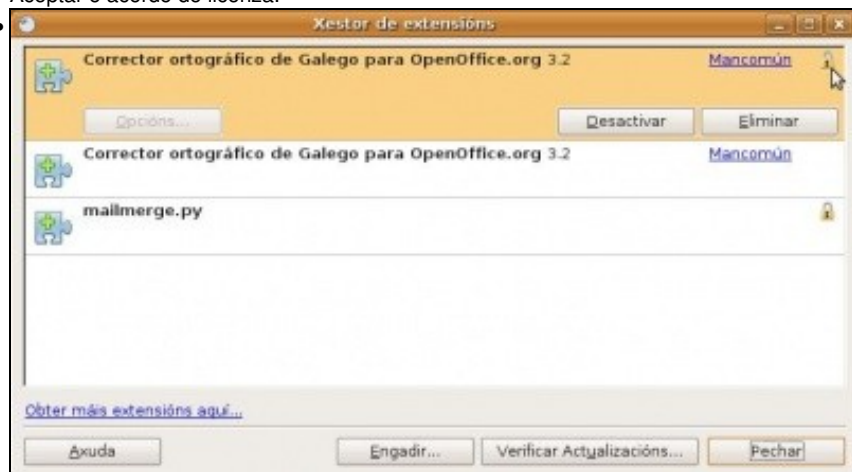 Aceptar o acordo de licenza.
Xestor de extensións
Corrector ortográfico de Galego para OpenOffice.org 3.2 Mancomún
Opcións... Desactivar Eliminar
Corrector ortográfico de Galego para OpenOffice.org 3.2 Mancomún
mailmerge.py
Obter máis extensións aquí...
Axuda Engadir... Verificar Actualizacións... Pechar